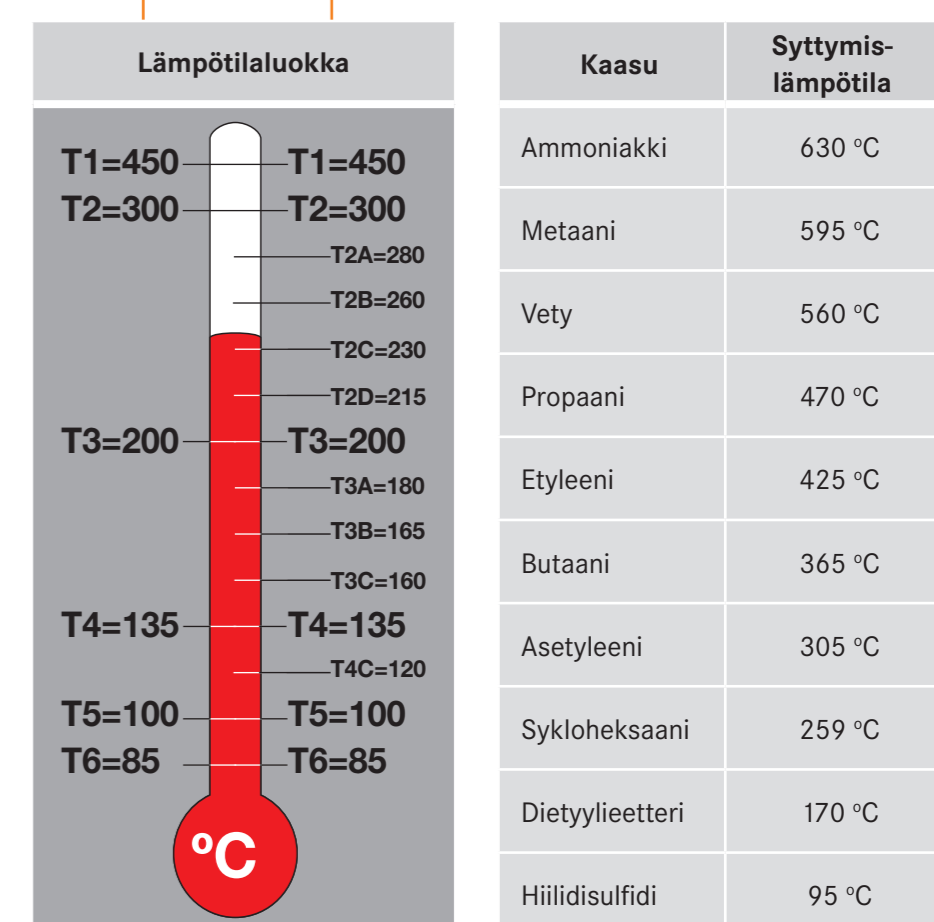 Lämpötilaluokka
T1=450 T1=450
T2=300 T2=300
T2A=280
T2B=260
T2C=230
T2D=215
T3=200 T3=200
T3A=180
T3B=165
T3C=160
T4=135 T4=135
T4C=120
T5=100 T5=100
T6=85 T6=85
ºC
Kaasu Syttymis-
lämpötila
Ammoniakki 630 ºC
Metaani 595 ºC
Vety 560 ºC
Propaani 470 ºC
Etyleeni 425 ºC
Butaani 365 ºC
Asetyleeni 305 ºC
Sykloheksaani 259 ºC
Dietyylieetteri 170 ºC
Hiilidisulfidi 95 ºC